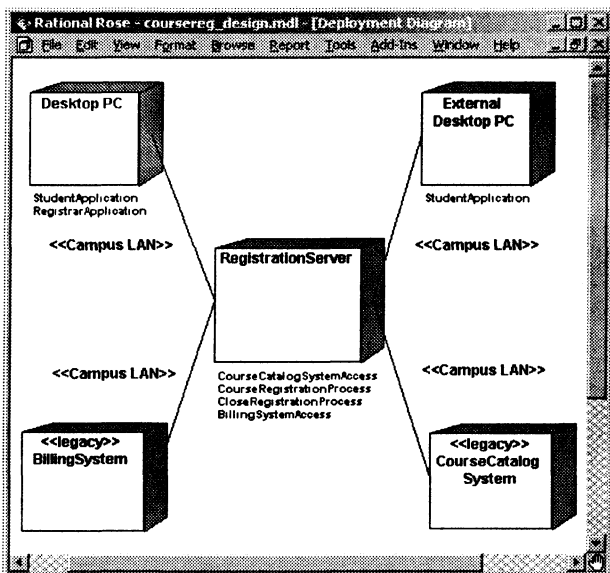 Rational Rose - coursereg_design.mdl - [Deployment Diagram]
File Edit View Format Browse Report Tools Add-Ins Window Help
Desktop PC
StudentApplication
RegistrarApplication
<<Campus LAN>>
External
Desktop PC
StudentApplication
<<Campus LAN>>
RegistrationServer
CourseCatalogSystemAccess
CourseRegistrationProcess
CloseRegistrationProcess
BillingSystemAccess
<<Campus LAN>>
<<legacy>>
BillingSystem
<<Campus LAN>>
<<legacy>>
CourseCatalog
System